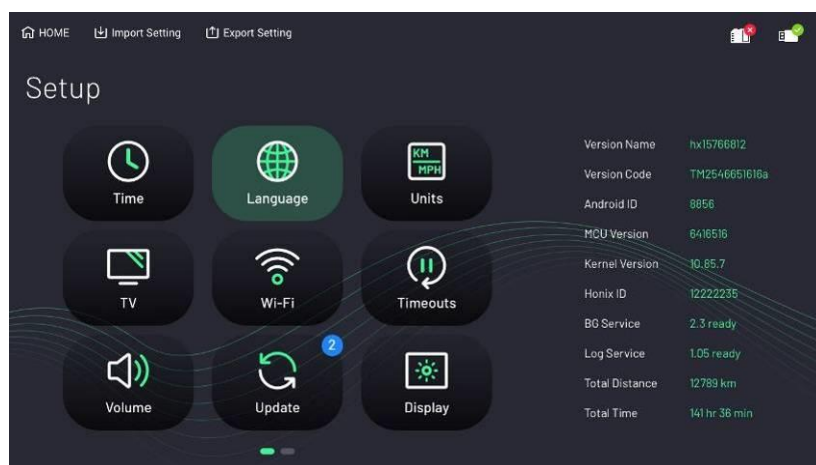 HOME Import Setting Export Setting
Setup
Time
Language
KM
MPH
Units
TV
Wi-Fi
Timeouts
Volume
2
Update
Display
Version Name hx15766812
Version Code TM2546651616a
Android ID 8856
MCU Version 6416516
Kernel Version 10.85.7
Honix ID 12222235
BG Service 2.3 ready
Log Service 1.05 ready
Total Distance 12789 km
Total Time 141 hr 36 min